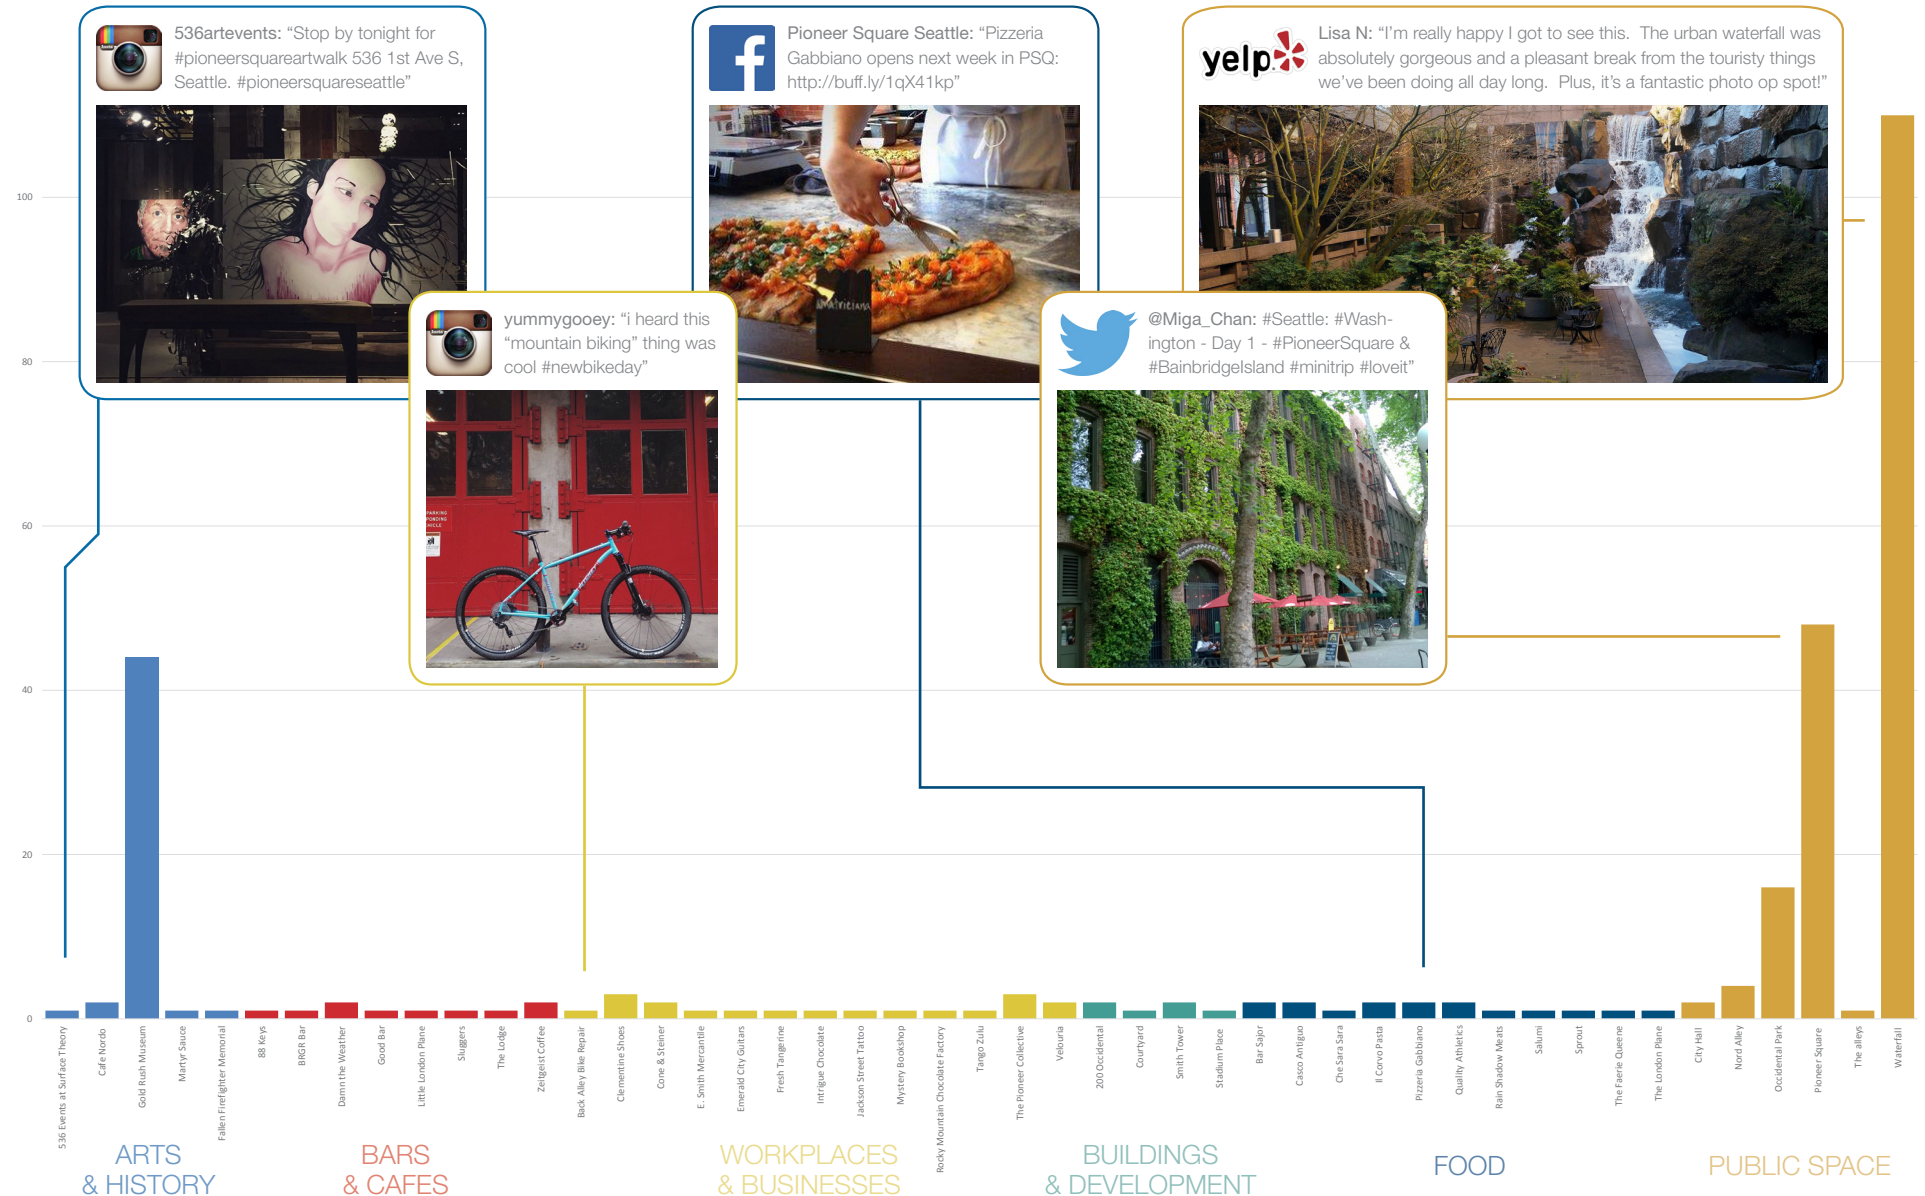 536artevents: “Stop by tonight for
#pioneersquareartwalk 536 1st Ave S,
Seattle. #pioneersquareseattle”
Pioneer Square Seattle: “Pizzeria
Gabbiano opens next week in PSQ:
http://buff.ly/1qX41kp”
yelp
Lisa N: “I’m really happy I got to see this.  The urban waterfall was
absolutely gorgeous and a pleasant break from the touristy things
we’ve been doing all day long.  Plus, it’s a fantastic photo op spot!”
yummygooey: “i heard this
“mountain biking” thing was
cool #newbikeday”
@Miga_Chan: #Seattle: #Wash-
ington - Day 1 - #PioneerSquare &
#BainbridgeIsland #minitrip #loveit”
Amatriciana
PARKING
100
80
60
40
20
0
536 Events at Surface Theory
Cafe Nordo
Gold Rush Museum
Martyr Sauce
Fallen Firefighter Memorial
88 Keys
BRGR Bar
Damn the Weather
Good Bar
Little London Plane
Sluggers
The Lodge
Zeitgeist Coffee
Back Alley Bike Repair
Clementine Shoes
Cone & Steiner
E. Smith Mercantile
Emerald City Guitars
Fresh Tangerine
Intrigue Chocolate
Jackson Street Tattoo
Mystery Bookshop
Rocky Mountain Chocolate Factory
Tango Zulu
The Pioneer Collective
Velouria
200 Occidental
Courtyard
Smith Tower
Stadium Place
Bar Sajor
Casco Antiguo
Che Sara Sara
Il Corvo Pasta
Pizzeria Gabbiano
Quality Athletics
Rain Shadow Meats
Salumi
Sprout
The Faerie Queene
The London Plane
City Hall
Nord Alley
Occidental Park
Pioneer Square
The alleys
Waterfall
ARTS
& HISTORY
BARS
& CAFES
WORKPLACES
& BUSINESSES
BUILDINGS
& DEVELOPMENT
FOOD
PUBLIC SPACE